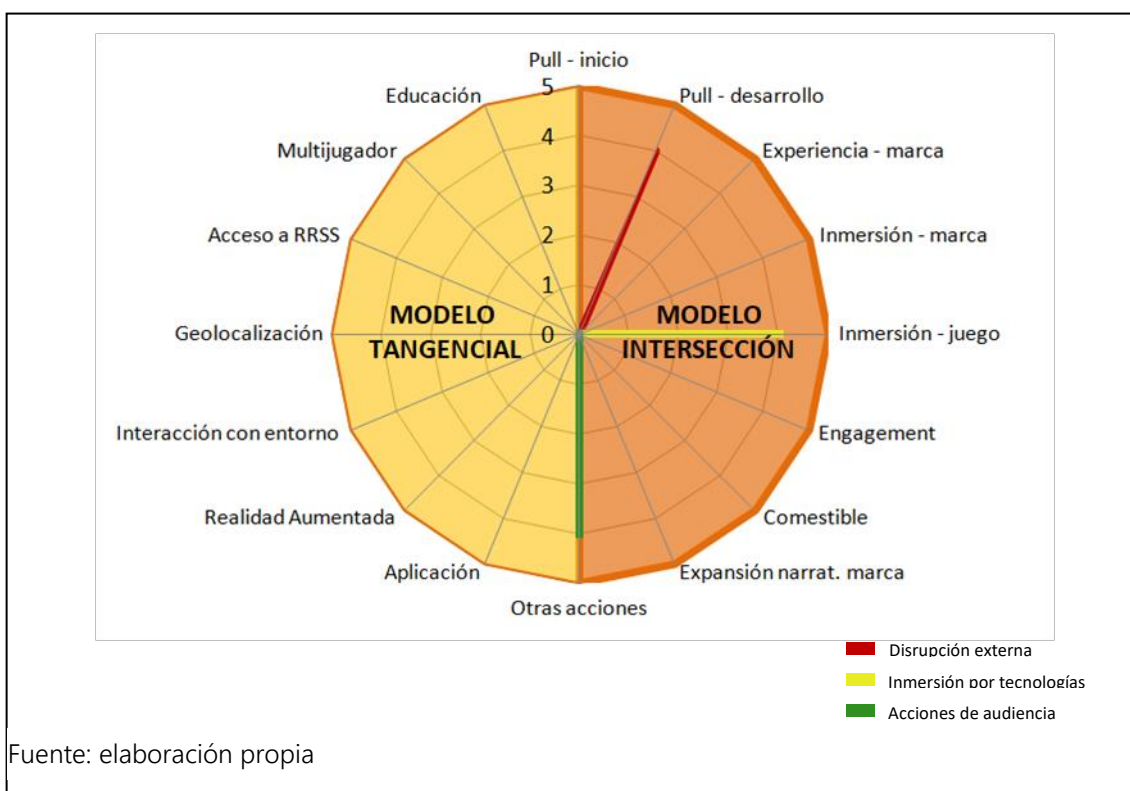 Pull - inicio
Educación
Pull - desarrollo
Multijugador
Experiencia - marca
Acceso a RRSS
Inmersión - marca
Geolocalización
Inmersión - juego
Interacción con entorno
Engagement
Realidad Aumentada
Comestible
Aplicación
Expansión narrat. marca
Otras acciones
5
4
3
2
1
0
MODELO
TANGENCIAL
MODELO
INTERSECCIÓN
Disrupción externa
Inmersión por tecnologías
Acciones de audiencia
Fuente: elaboración propia